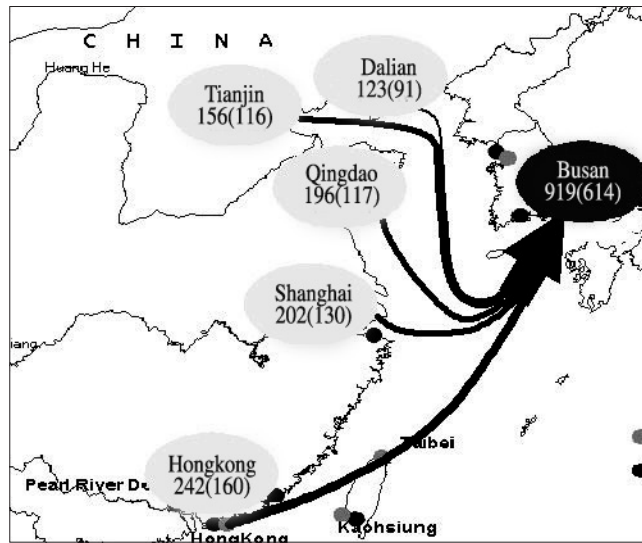 C H I N A
Huang He
Dalian
123(91)
Tianjin
156(116)
Busan
919(614)
Qingdao
196(117)
Shanghai
202(130)
iang
Taibei
Hongkong
242(160)
Pearl River De
HongKong
Kaohsiung